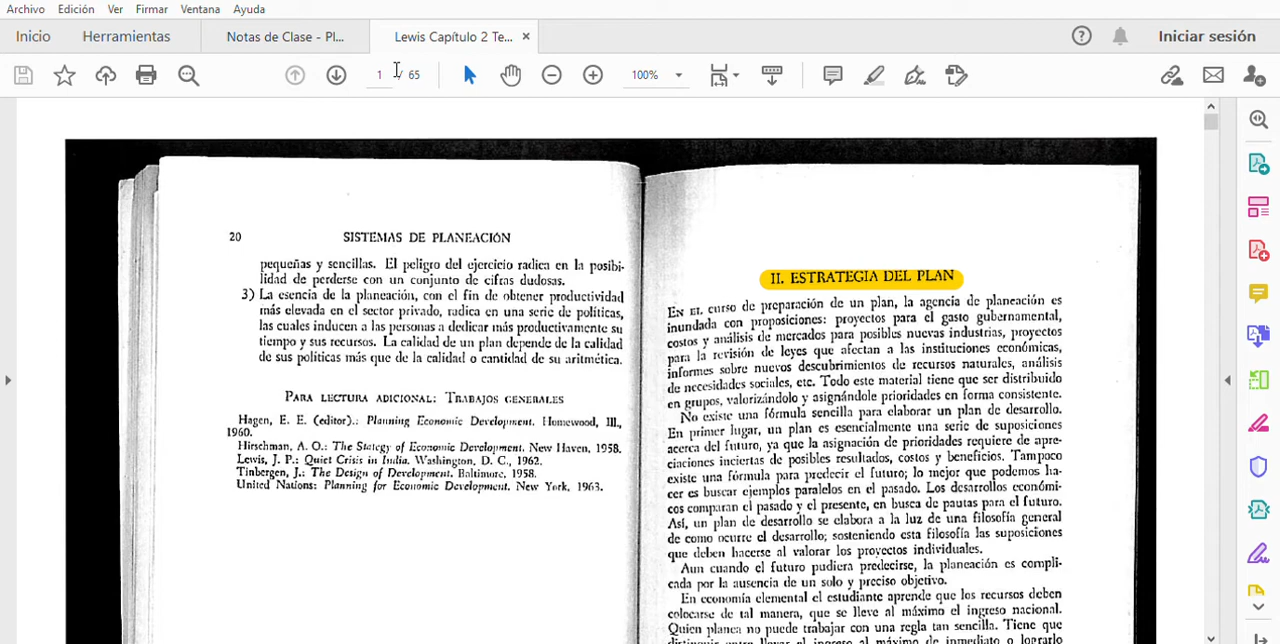 Archivo Edición Ver Firmar Ventana Ayuda
Inicio Herramientas Notas de Clase - Pl... Lewis Capítulo 2 Te... × Iniciar sesión
1 / 65 100%
20 SISTEMAS DE PLANEACIÓN
pequeñas y sencillas. El peligro del ejercicio radica en la posibi-
lidad de perderse con un conjunto de cifras dudosas.
3) La esencia de la planeación, con el fin de obtener productividad
más elevada en el sector privado, radica en una serie de políticas,
las cuales inducen a las personas a dedicar más productivamente su
tiempo y sus recursos. La calidad de un plan depende de la calidad
de sus políticas más que de la calidad o cantidad de su aritmética.
PARA LECTURA ADICIONAL: TRABAJOS GENERALES
Hagen, E. E. (editor).: Planning Economic Development. Homewood, Ill.,
1960.
Hirschman, A. O.: The Stategy of Economic Development. New Haven, 1958.
Lewis, J. P.: Quiet Crisis in India. Washington, D. C., 1962.
Tinbergen, J.: The Design of Development. Baltimore, 1958.
United Nations: Planning for Economic Development. New York, 1963.
II. ESTRATEGIA DEL PLAN
EN EL curso de preparación de un plan, la agencia de planeación es
inundada con proposiciones: proyectos para el gasto gubernamental,
costos y análisis de mercados para posibles nuevas industrias, proyectos
para la revisión de leyes que afectan a las instituciones económicas,
informes sobre nuevos descubrimientos de recursos naturales, análisis
de necesidades sociales, etc. Todo este material tiene que ser distribuido
en grupos, valorizándolo y asignándole prioridades en forma consistente.
No existe una fórmula sencilla para elaborar un plan de desarrollo.
En primer lugar, un plan es esencialmente una serie de suposiciones
acerca del futuro, ya que la asignación de prioridades requiere de apre-
ciaciones inciertas de posibles resultados, costos y beneficios. Tampoco
existe una fórmula para predecir el futuro; lo mejor que podemos ha-
cer es buscar ejemplos paralelos en el pasado. Los desarrollos económi-
cos comparan el pasado y el presente, en busca de pautas para el futuro.
Así, un plan de desarrollo se elabora a la luz de una filosofía general
de como ocurre el desarrollo; sosteniendo esta filosofía las suposiciones
que deben hacerse al valorar los proyectos individuales.
Aun cuando el futuro pudiera predecirse, la planeación es compli-
cada por la ausencia de un solo y preciso objetivo.
En economía elemental el estudiante aprende que los recursos deben
colocarse de tal manera, que se lleve al máximo el ingreso nacional.
Quien planea no puede trabajar con una regla tan sencilla. Tiene que
distinguir entre llevar el ingreso al máximo de inmediato o lograrlo